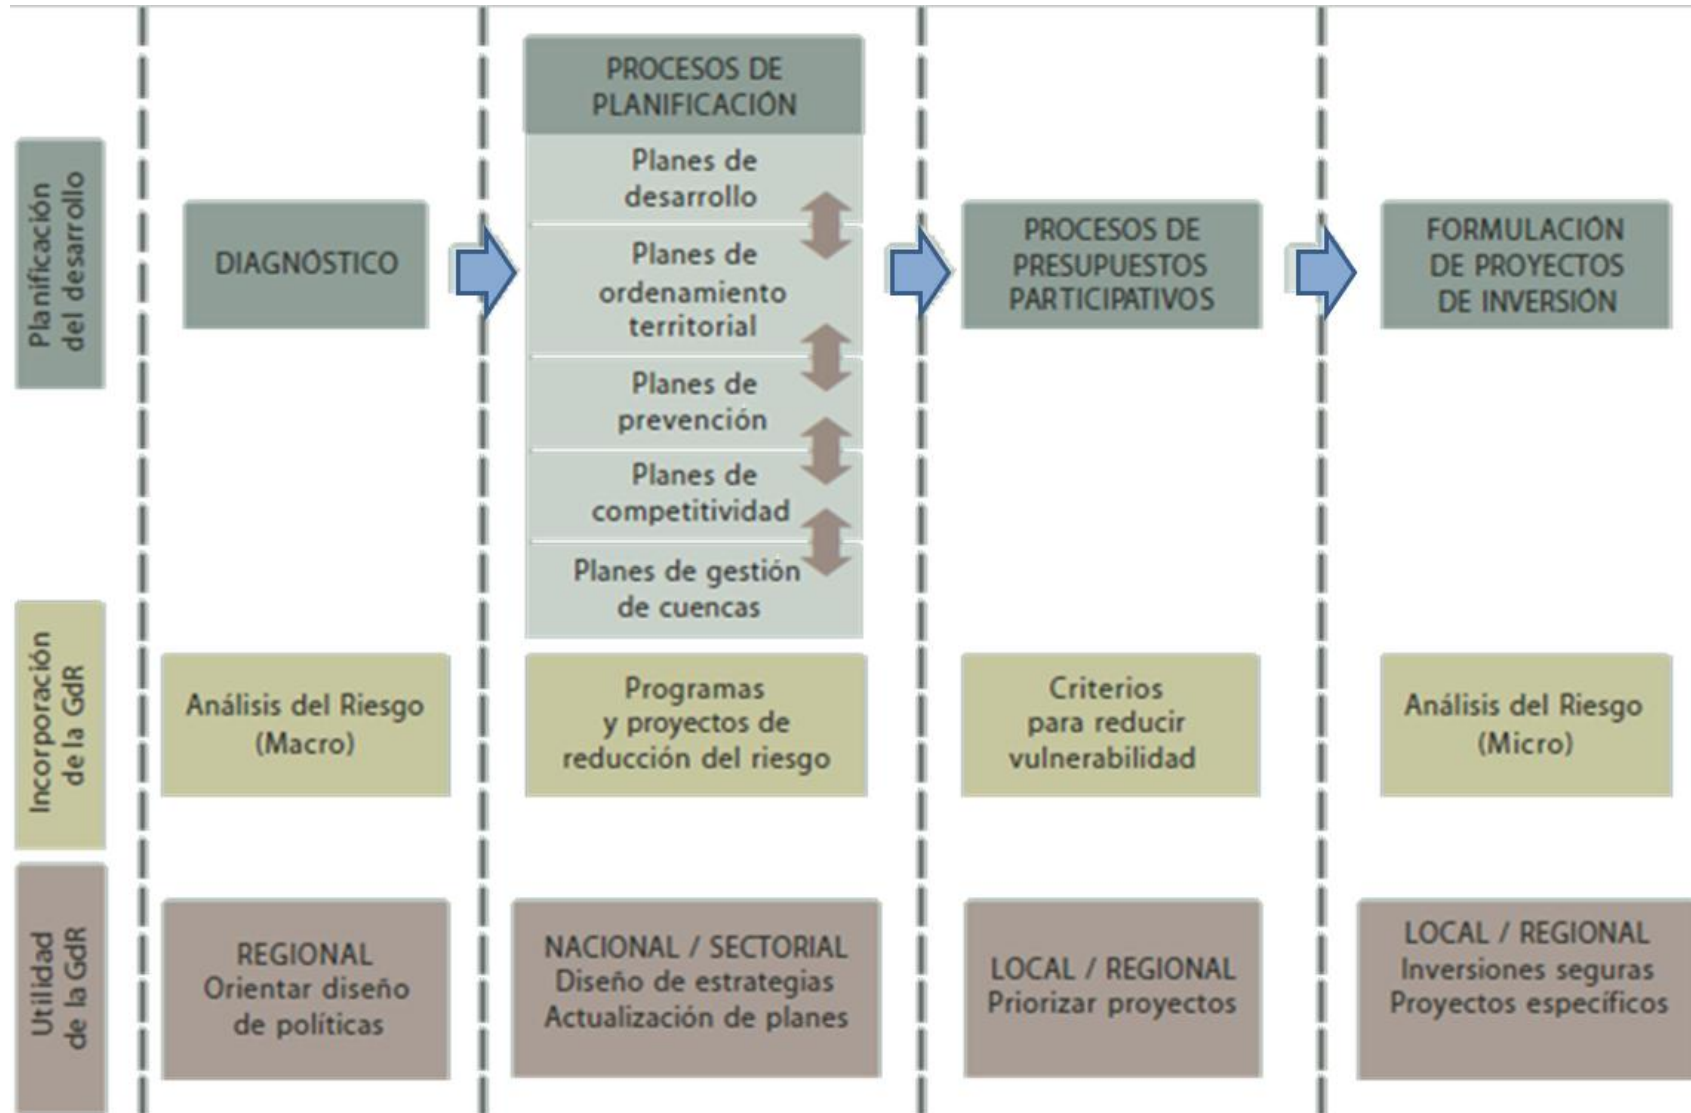 Planificación
del desarrollo
DIAGNÓSTICO
PROCESOS DE
PLANIFICACIÓN
Planes de
desarrollo
Planes de
ordenamiento
territorial
Planes de
prevención
Planes de
competitividad
Planes de gestión
de cuencas
PROCESOS DE
PRESUPUESTOS
PARTICIPATIVOS
FORMULACIÓN
DE PROYECTOS
DE INVERSIÓN
Incorporación
de la GdR
Análisis del Riesgo
(Macro)
Programas
y proyectos de
reducción del riesgo
Criterios
para reducir
vulnerabilidad
Análisis del Riesgo
(Micro)
Utilidad
de la GdR
REGIONAL
Orientar diseño
de políticas
NACIONAL / SECTORIAL
Diseño de estrategias
Actualización de planes
LOCAL / REGIONAL
Priorizar proyectos
LOCAL / REGIONAL
Inversiones seguras
Proyectos específicos